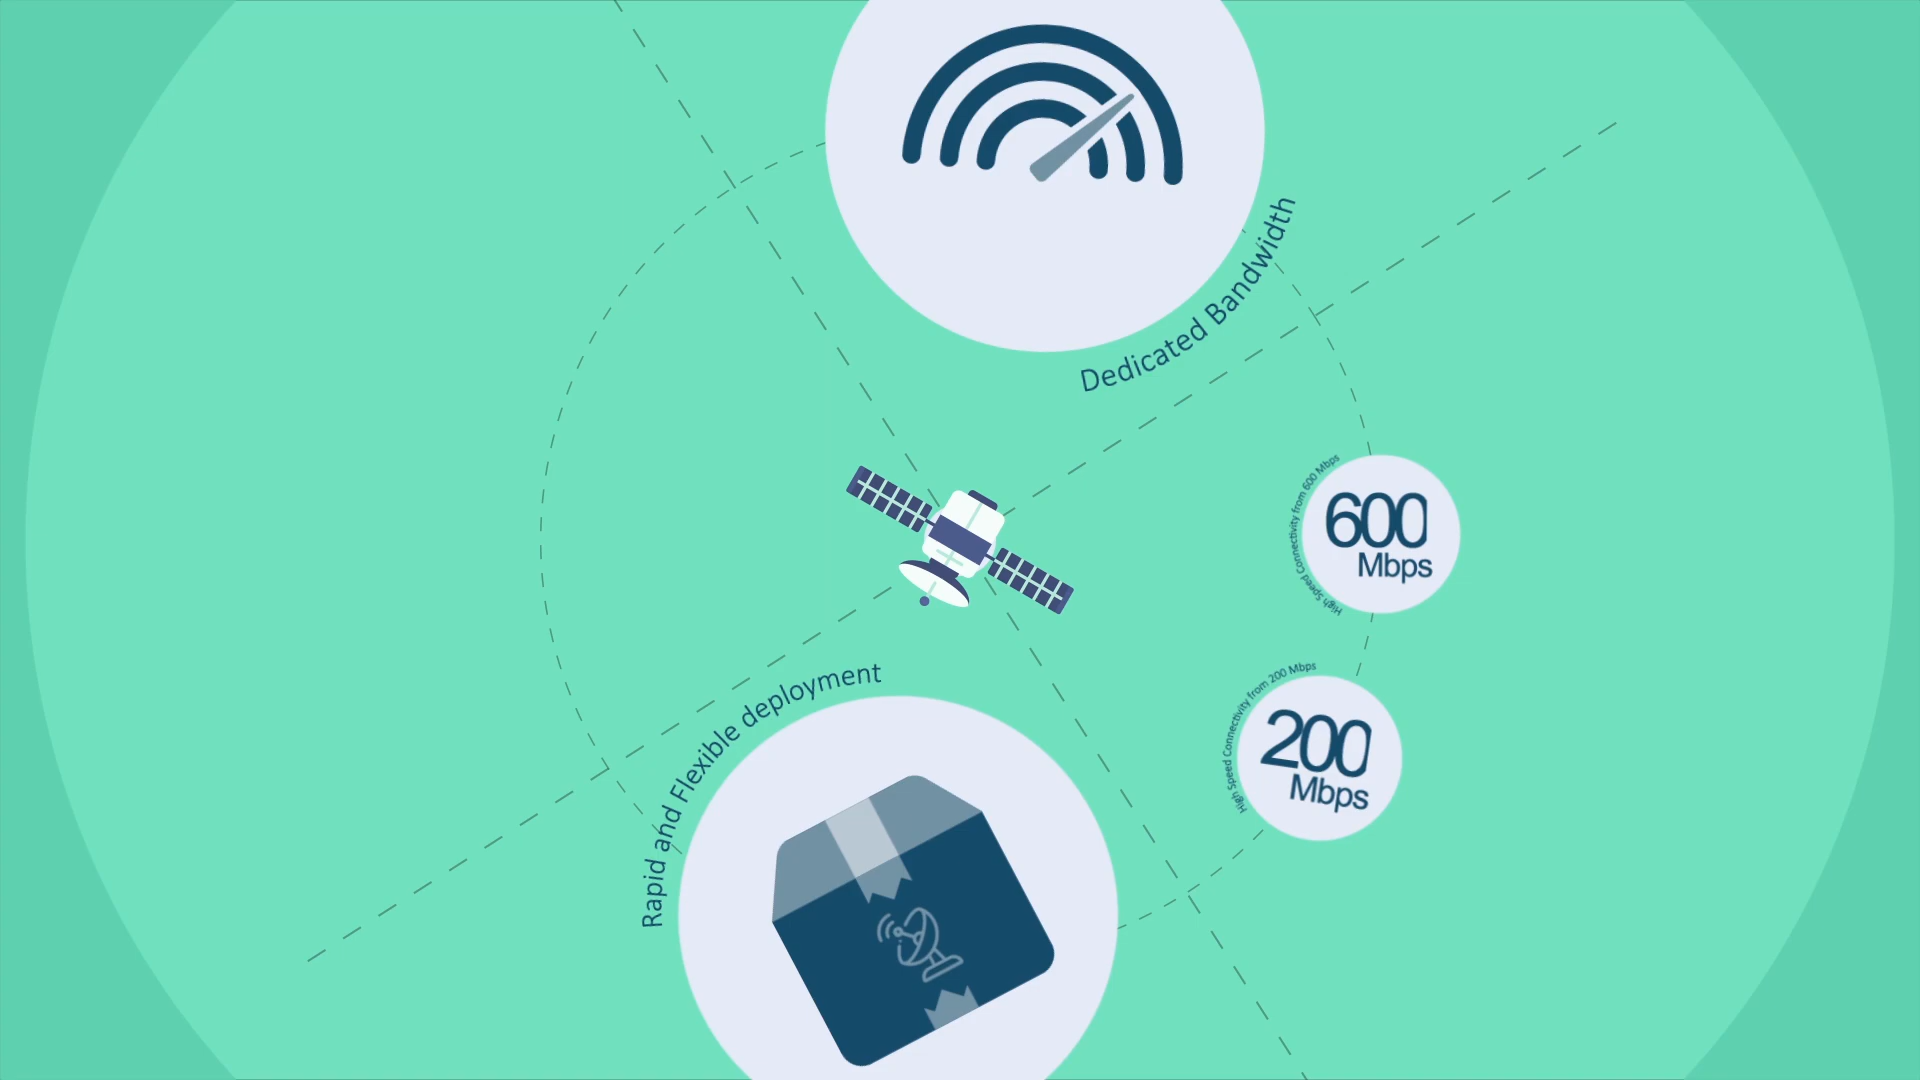 Dedicated Bandwidth
High Speed Connectivity from 600 Mbps
600
Mbps
High Speed Connectivity from 200 Mbps
200
Mbps
Rapid and Flexible deployment